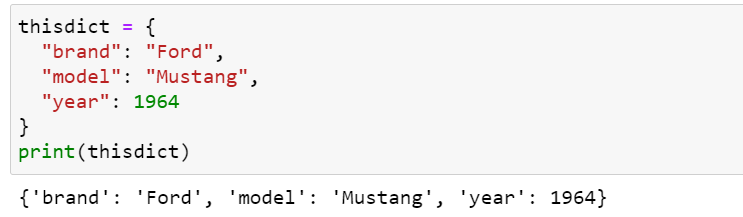 thisdict = {
  "brand": "Ford",
  "model": "Mustang",
  "year": 1964
}
print(thisdict)
{'brand': 'Ford', 'model': 'Mustang', 'year': 1964}